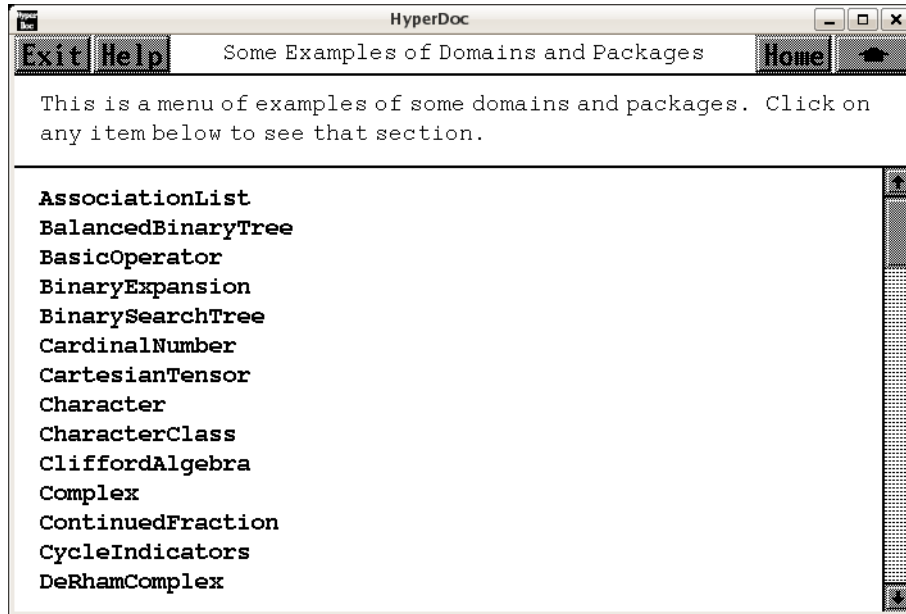 Hyper
Doc
HyperDoc
Exit Help Some Examples of Domains and Packages Home
This is a menu of examples of some domains and packages. Click on
any item below to see that section.
AssociationList
BalancedBinaryTree
BasicOperator
BinaryExpansion
BinarySearchTree
CardinalNumber
CartesianTensor
Character
CharacterClass
CliffordAlgebra
Complex
ContinuedFraction
CycleIndicators
DeRhamComplex